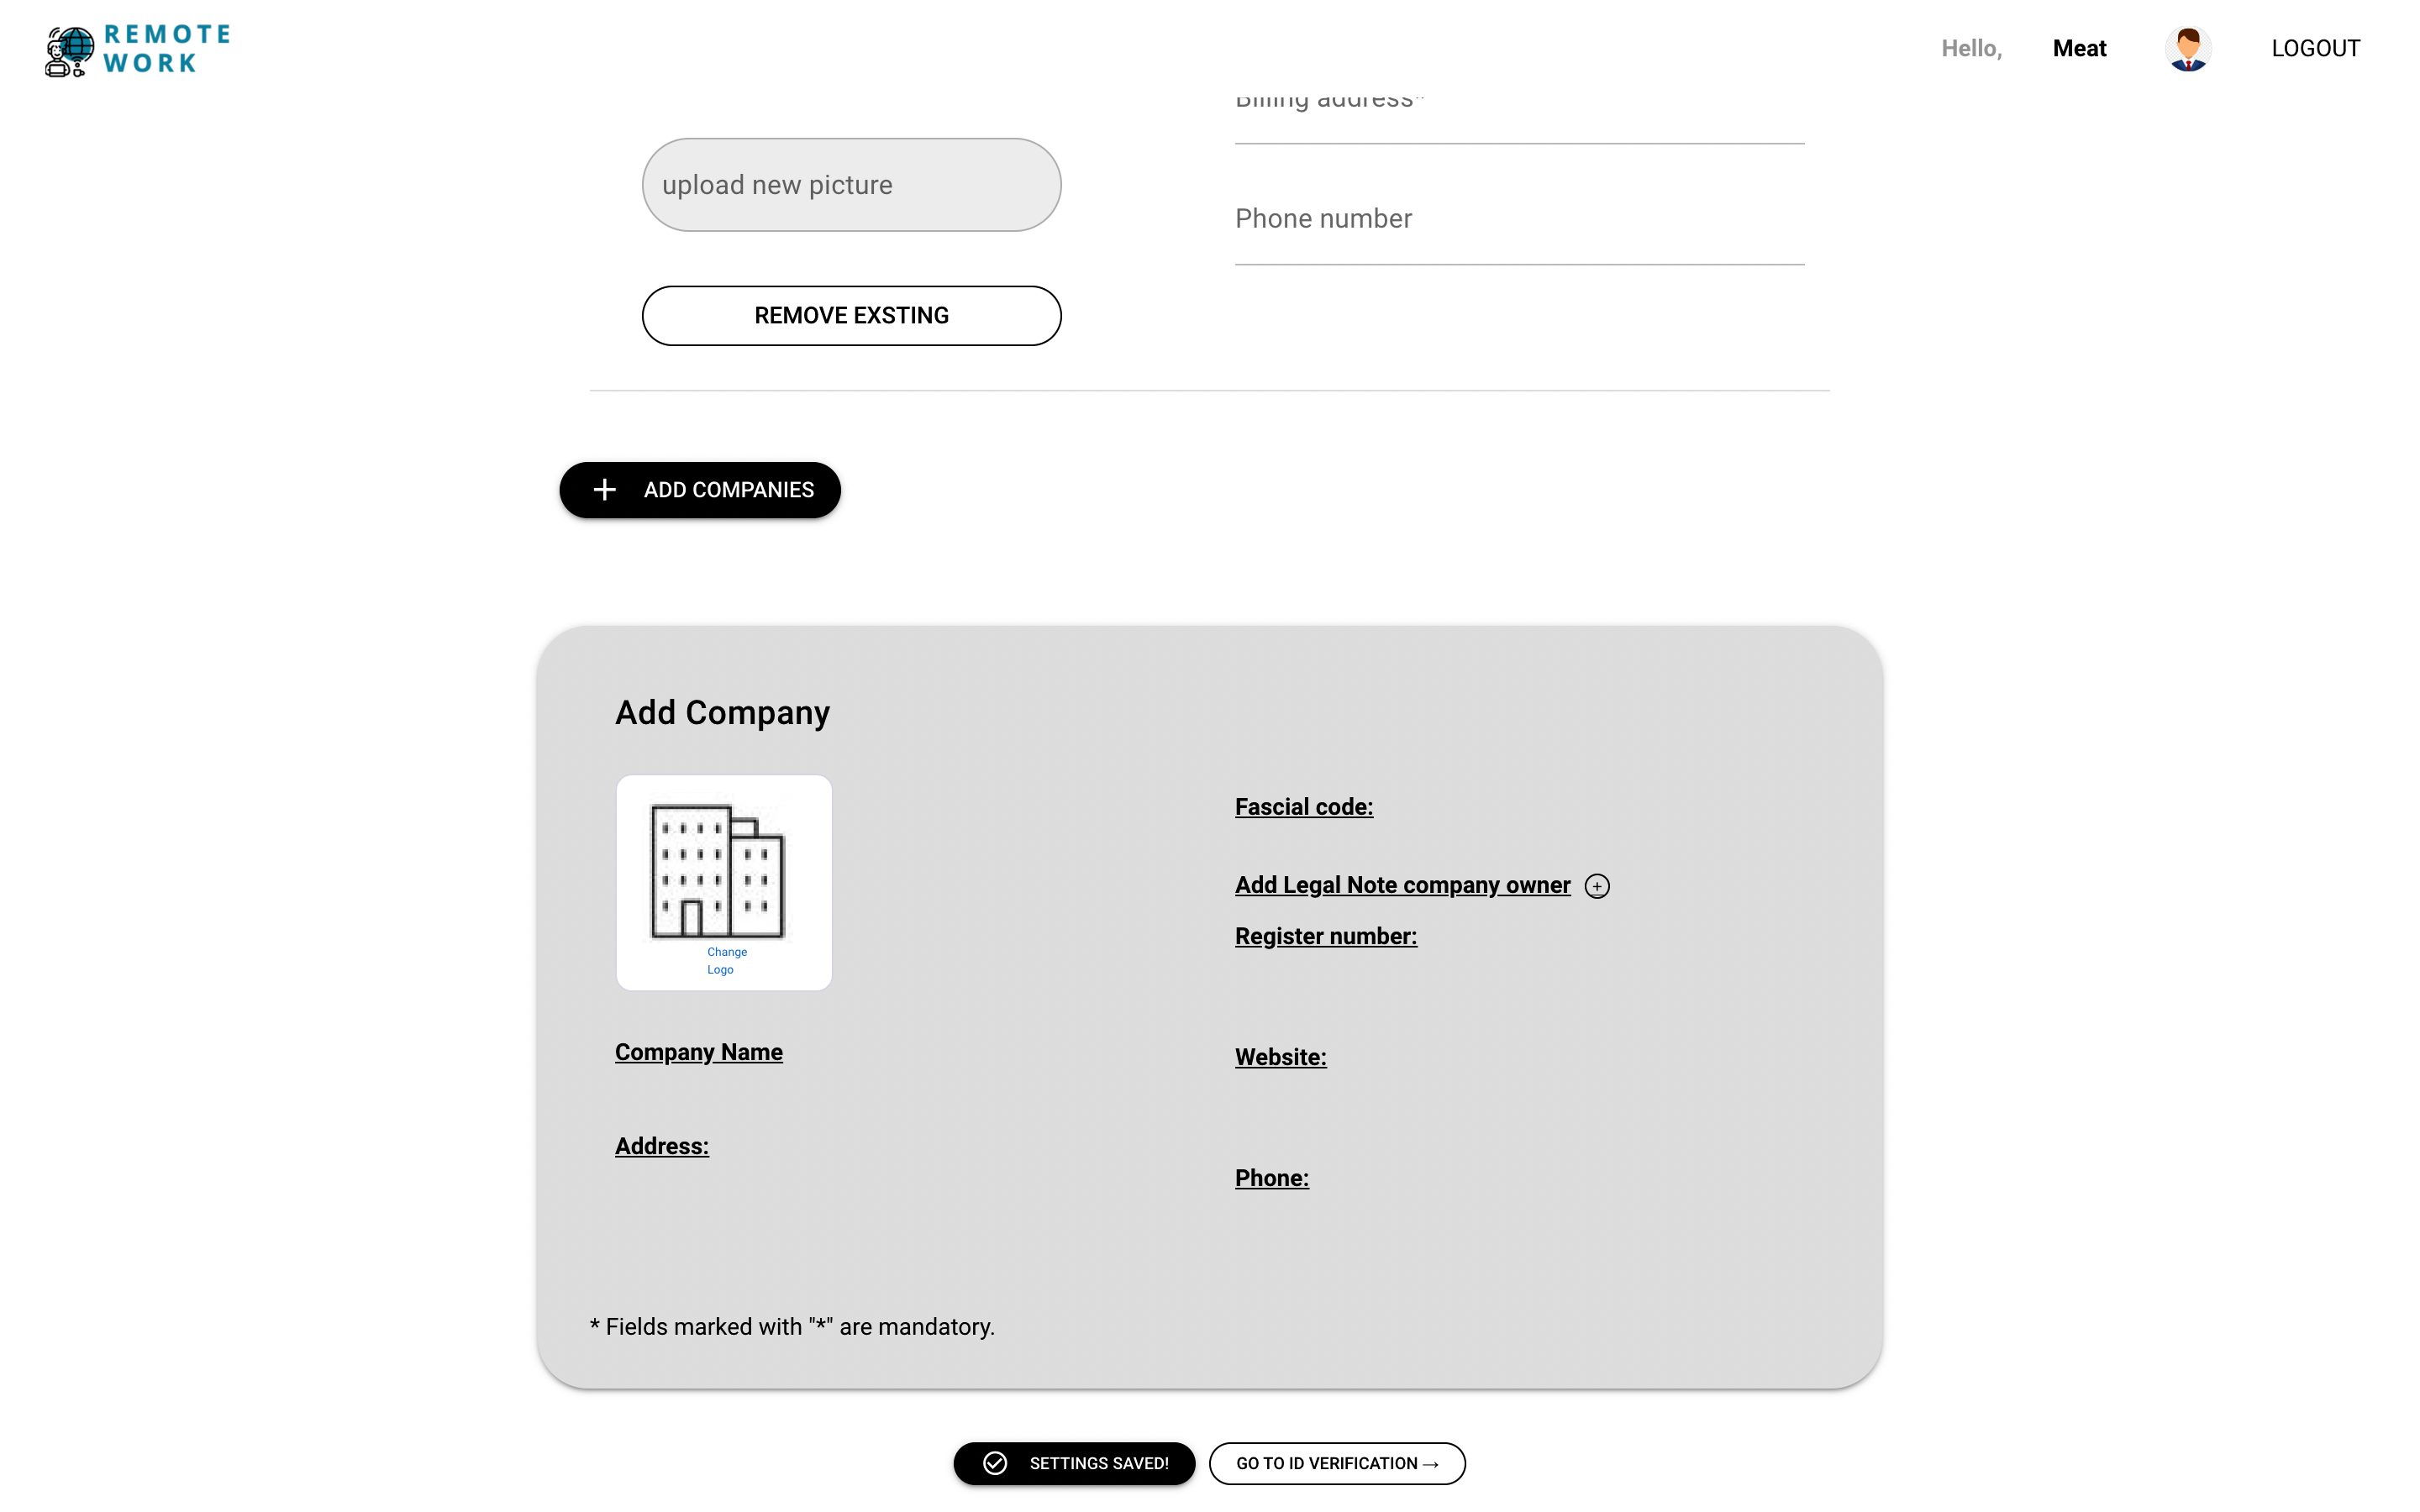 REMOTE
WORK
Hello,
Meat
LOGOUT
Billing address*
upload new picture
Phone number
REMOVE EXSTING
ADD COMPANIES
Add Company
Fascial code:
Add Legal Note company owner
Register number:
Change
Logo
Company Name
Website:
Address:
Phone:
* Fields marked with "*" are mandatory.
SETTINGS SAVED!
GO TO ID VERIFICATION →